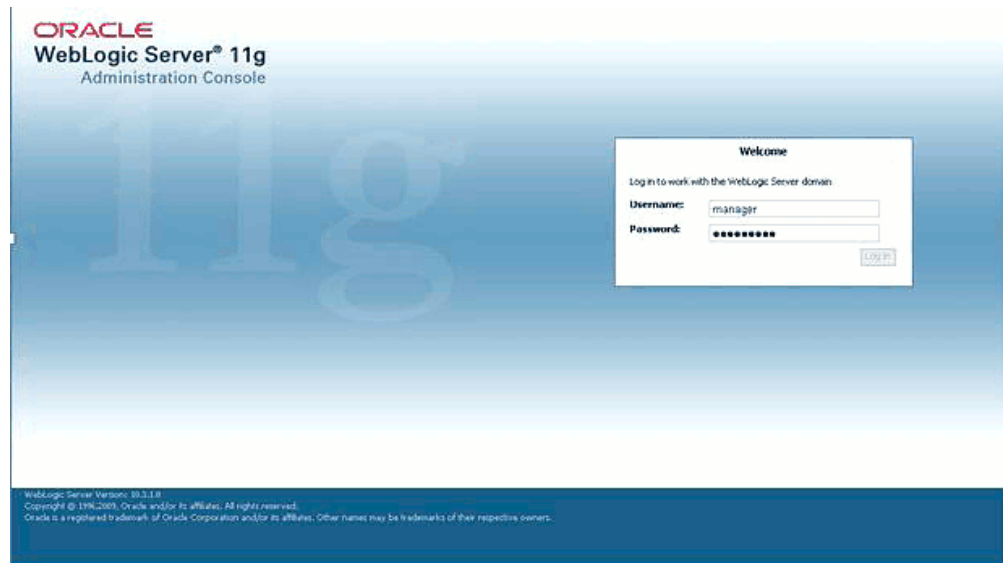 ORACLE
WebLogic Server® 11g
Administration Console
11g
Welcome
Log in to work with the WebLogic Server domain
Username:
manager
Password:
•••••••••
Log In
WebLogic Server Version: 10.3.1.0
Copyright © 1996,2009, Oracle and/or its affiliates. All rights reserved.
Oracle is a registered trademark of Oracle Corporation and/or its affiliates. Other names may be trademarks of their respective owners.